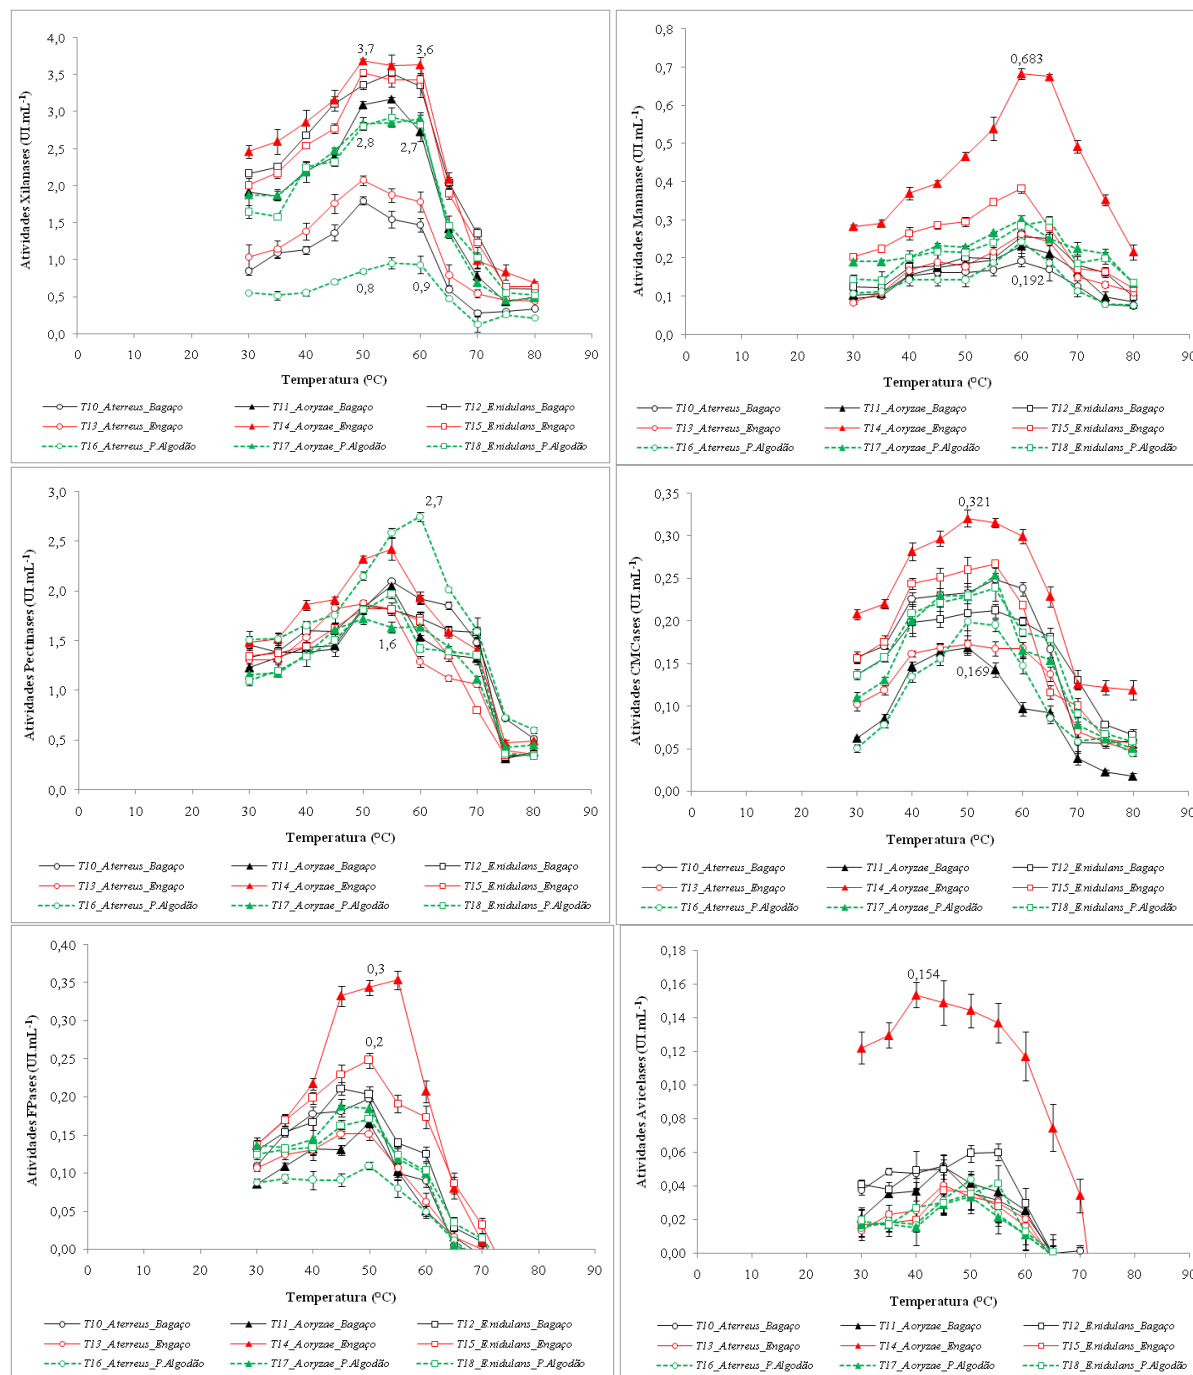 Atividades Xilanases (UI.mL-1)
4,0
3,5
3,0
2,5
2,0
1,5
1,0
0,5
0,0
3,7
3,6
2,8
2,7
0,8
0,9
0 10 20 30 40 50 60 70 80 90
Temperatura (°C)
T10_A.terreus_Bagaço T11_A.oryzae_Bagaço T12_E.nidulans_Bagaço
T13_A.terreus_Engaço T14_A.oryzae_Engaço T15_E.nidulans_Engaço
T16_A.terreus_P.Algodão T17_A.oryzae_P.Algodão T18_E.nidulans_P.Algodão
Atividades Mananase (UI.mL-1)
0,8
0,7
0,6
0,5
0,4
0,3
0,2
0,1
0,0
0,683
0,192
0 10 20 30 40 50 60 70 80 90
Temperatura (°C)
T10_A.terreus_Bagaço T11_A.oryzae_Bagaço T12_E.nidulans_Bagaço
T13_A.terreus_Engaço T14_A.oryzae_Engaço T15_E.nidulans_Engaço
T16_A.terreus_P.Algodão T17_A.oryzae_P.Algodão T18_E.nidulans_P.Algodão
Atividades Pectinases (UI.mL-1)
3,0
2,5
2,0
1,5
1,0
0,5
0,0
2,7
1,6
0 10 20 30 40 50 60 70 80 90
Temperatura (°C)
T10_A.terreus_Bagaço T11_A.oryzae_Bagaço T12_E.nidulans_Bagaço
T13_A.terreus_Engaço T14_A.oryzae_Engaço T15_E.nidulans_Engaço
T16_A.terreus_P.Algodão T17_A.oryzae_P.Algodão T18_E.nidulans_P.Algodão
Atividades CMCases (UI.mL-1)
0,35
0,30
0,25
0,20
0,15
0,10
0,05
0,00
0,321
0,169
0 10 20 30 40 50 60 70 80 90
Temperatura (°C)
T10_A.terreus_Bagaço T11_A.oryzae_Bagaço T12_E.nidulans_Bagaço
T13_A.terreus_Engaço T14_A.oryzae_Engaço T15_E.nidulans_Engaço
T16_A.terreus_P.Algodão T17_A.oryzae_P.Algodão T18_E.nidulans_P.Algodão
Atividades FPases (UI.mL-1)
0,40
0,35
0,30
0,25
0,20
0,15
0,10
0,05
0,00
0,3
0,2
0 10 20 30 40 50 60 70 80 90
Temperatura (°C)
T10_A.terreus_Bagaço T11_A.oryzae_Bagaço T12_E.nidulans_Bagaço
T13_A.terreus_Engaço T14_A.oryzae_Engaço T15_E.nidulans_Engaço
T16_A.terreus_P.Algodão T17_A.oryzae_P.Algodão T18_E.nidulans_P.Algodão
Atividades Avicelases (UI.mL-1)
0,18
0,16
0,14
0,12
0,10
0,08
0,06
0,04
0,02
0,00
0,154
0 10 20 30 40 50 60 70 80 90
Temperatura (°C)
T10_A.terreus_Bagaço T11_A.oryzae_Bagaço T12_E.nidulans_Bagaço
T13_A.terreus_Engaço T14_A.oryzae_Engaço T15_E.nidulans_Engaço
T16_A.terreus_P.Algodão T17_A.oryzae_P.Algodão T18_E.nidulans_P.Algodão